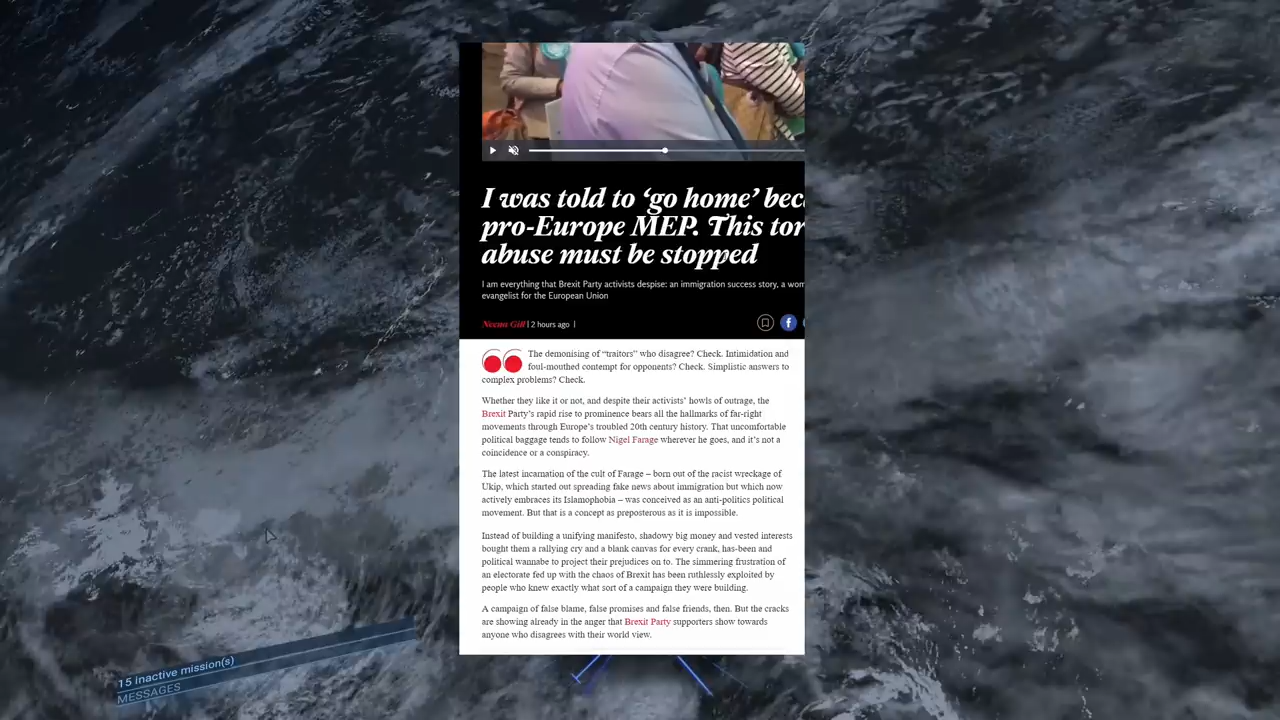 I was told to ‘go home’ bec
pro-Europe MEP. This tor
abuse must be stopped
I am everything that Brexit Party activists despise: an immigration success story, a wom
evangelist for the European Union
Neena Gill | 2 hours ago |
The demonising of “traitors” who disagree? Check. Intimidation and
foul-mouthed contempt for opponents? Check. Simplistic answers to
complex problems? Check.
Whether they like it or not, and despite their activists’ howls of outrage, the
Brexit Party’s rapid rise to prominence bears all the hallmarks of far-right
movements through Europe’s troubled 20th century history. That uncomfortable
political baggage tends to follow Nigel Farage wherever he goes, and it’s not a
coincidence or a conspiracy.
The latest incarnation of the cult of Farage – born out of the racist wreckage of
Ukip, which started out spreading fake news about immigration but which now
actively embraces its Islamophobia – was conceived as an anti-politics political
movement. But that is a concept as preposterous as it is impossible.
Instead of building a unifying manifesto, shadowy big money and vested interests
bought them a rallying cry and a blank canvas for every crank, has-been and
political wannabe to project their prejudices on to. The simmering frustration of
an electorate fed up with the chaos of Brexit has been ruthlessly exploited by
people who knew exactly what sort of a campaign they were building.
A campaign of false blame, false promises and false friends, then. But the cracks
are showing already in the anger that Brexit Party supporters show towards
anyone who disagrees with their world view.
15 inactive mission(s)
MESSAGES